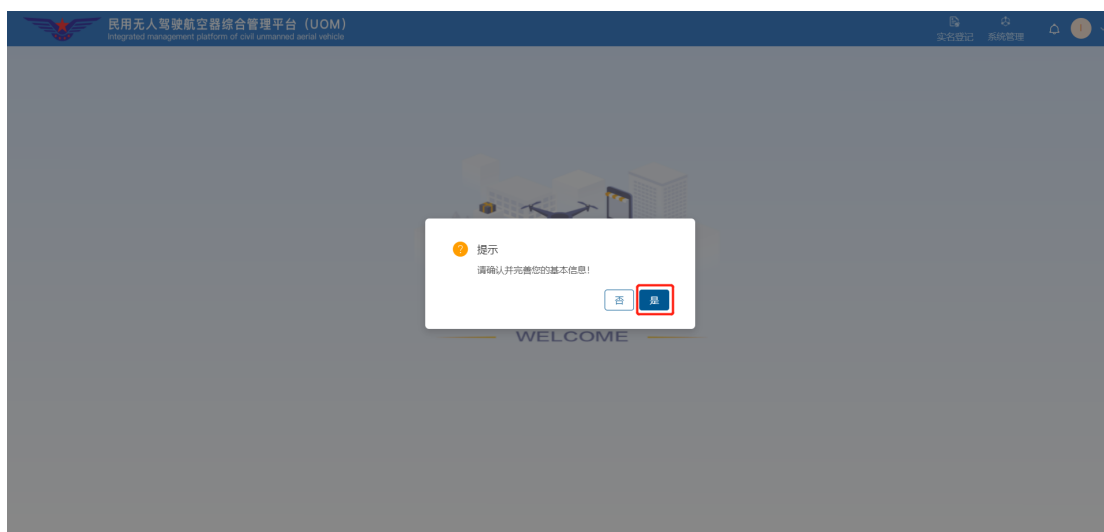 民用无人驾驶航空器综合管理平台（UOM）
Integrated management platform of civil unmanned aerial vehicle
实名登记 系统管理
提示
请确认并完善您的基本信息！
否 是
WELCOME